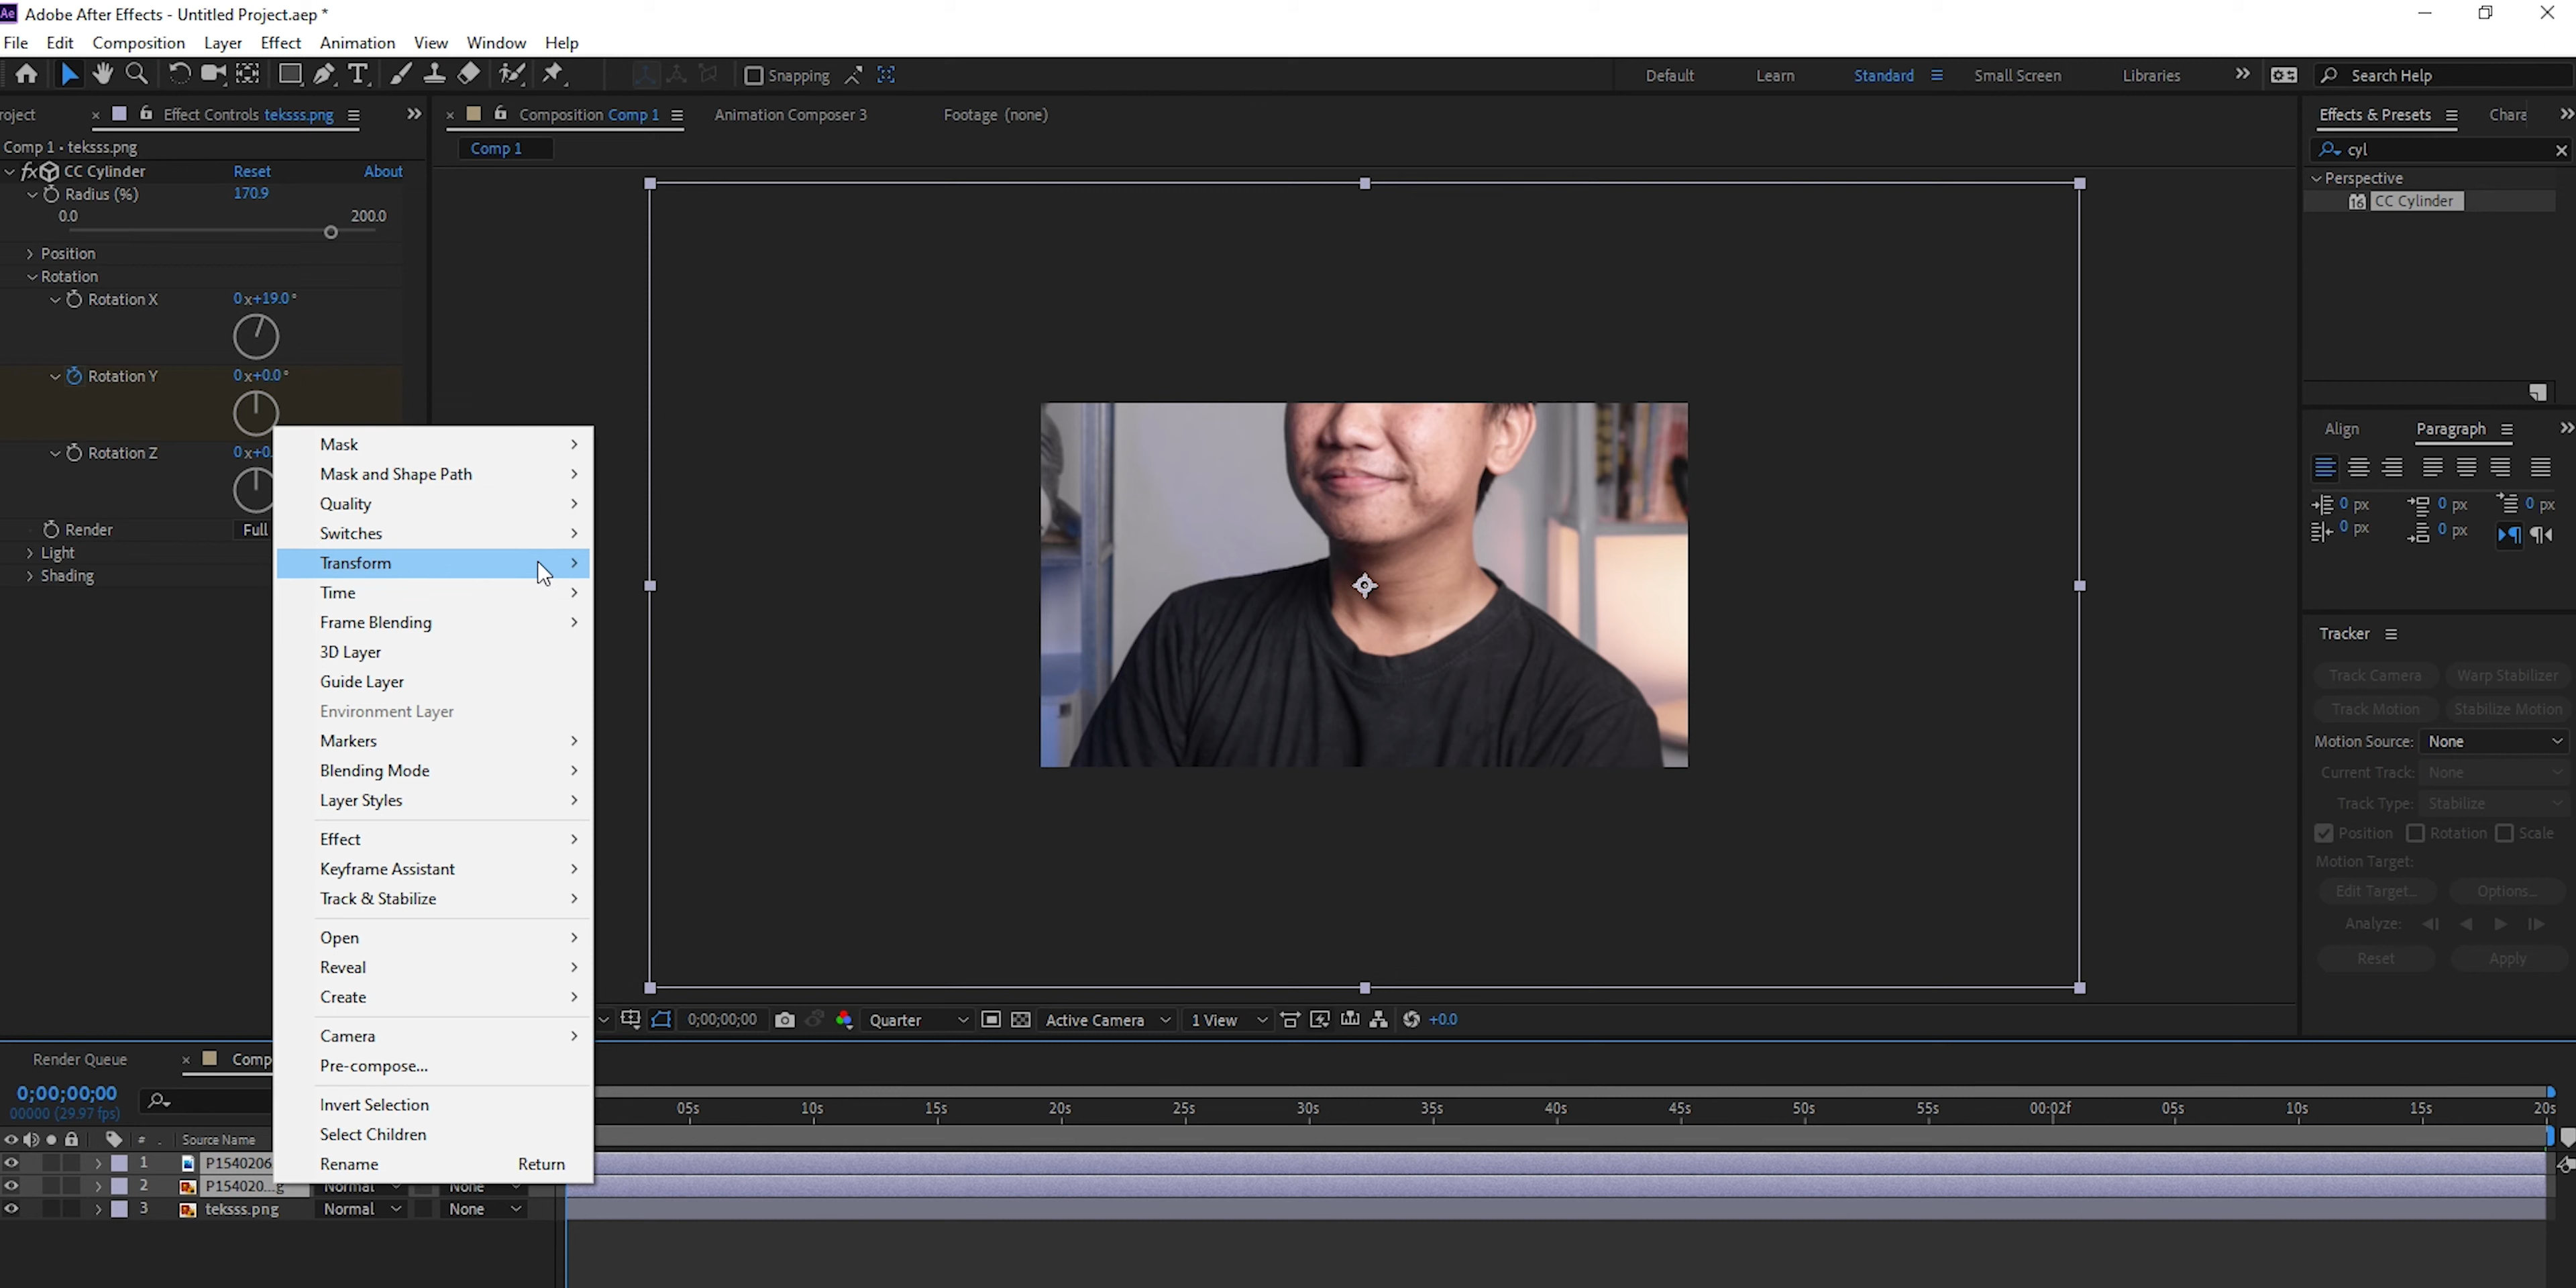 Ae Adobe After Effects - Untitled Project.aep *
File Edit Composition Layer Effect Animation View Window Help
Snapping
Default Learn Standard Small Screen Libraries Search Help
roject Effect Controls teksss.png
Comp 1 • teksss.png
fx CC Cylinder Reset About
Radius (%) 170.9
0.0 200.0
Position
Rotation
Rotation X 0x+19.0°
Rotation Y 0x+0.0°
Rotation Z 0x+0.
Render Full
Light
Shading
Composition Comp 1 Animation Composer 3 Footage (none)
Comp 1
Mask
Mask and Shape Path
Quality
Switches
Transform
Time
Frame Blending
3D Layer
Guide Layer
Environment Layer
Markers
Blending Mode
Layer Styles
Effect
Keyframe Assistant
Track & Stabilize
Open
Reveal
Create
Camera
Pre-compose...
Invert Selection
Select Children
Rename Return
0;00;00;00 Quarter Active Camera 1 View +0.0
Effects & Presets Chara
cyl
Perspective
16 CC Cylinder
Align Paragraph
0 px 0 px 0 px
0 px 0 px
Tracker
Track Camera Warp Stabilizer
Track Motion Stabilize Motion
Motion Source: None
Current Track: None
Track Type: Stabilize
Position Rotation Scale
Motion Target:
Edit Target... Options...
Analyze:
Reset Apply
Render Queue Comp
0;00;00;00
00000 (29.97 fps)
05s 10s 15s 20s 25s 30s 35s 40s 45s 50s 55s 00:02f 05s 10s 15s 20s
# Source Name
1 P1540206
2 P154020...g Normal None
3 teksss.png Normal None